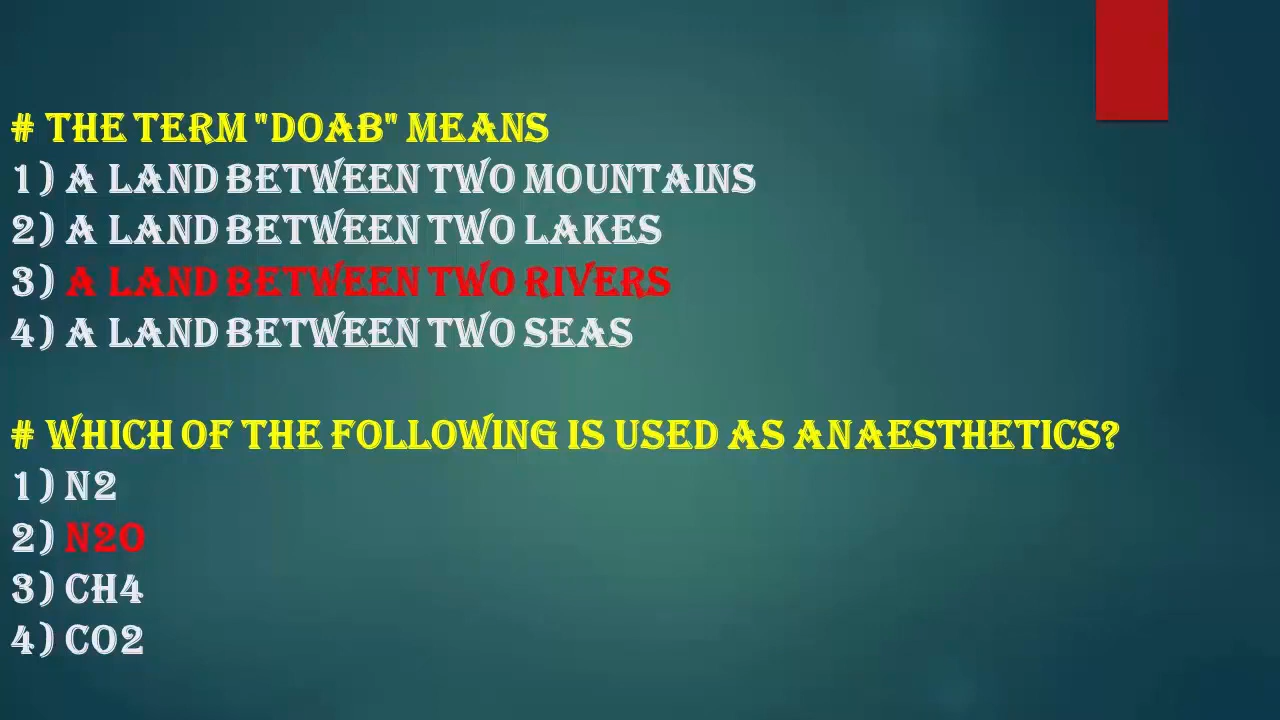 # THE TERM "DOAB" MEANS
1) A LAND BETWEEN TWO MOUNTAINS
2) A LAND BETWEEN TWO LAKES
3) A LAND BETWEEN TWO RIVERS
4) A LAND BETWEEN TWO SEAS
# WHICH OF THE FOLLOWING IS USED AS ANAESTHETICS?
1) N2
2) N2O
3) CH4
4) CO2